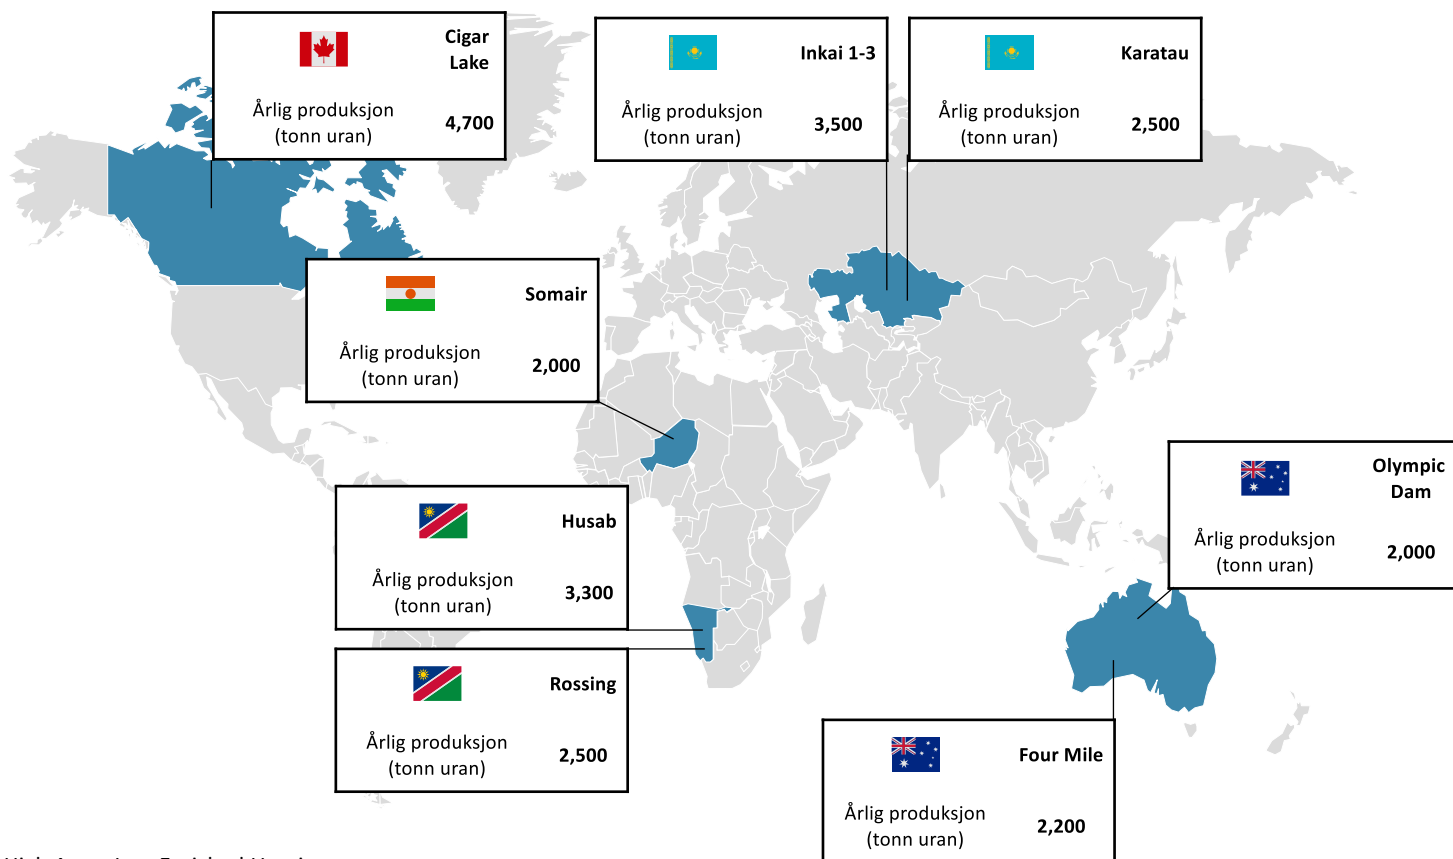 Cigar
Lake
Årlig produksjon
(tonn uran)
4,700
Inkai 1-3
Årlig produksjon
(tonn uran)
3,500
Karatau
Årlig produksjon
(tonn uran)
2,500
Somair
Årlig produksjon
(tonn uran)
2,000
Olympic
Dam
Årlig produksjon
(tonn uran)
2,000
Husab
Årlig produksjon
(tonn uran)
3,300
Rossing
Årlig produksjon
(tonn uran)
2,500
Four Mile
Årlig produksjon
(tonn uran)
2,200